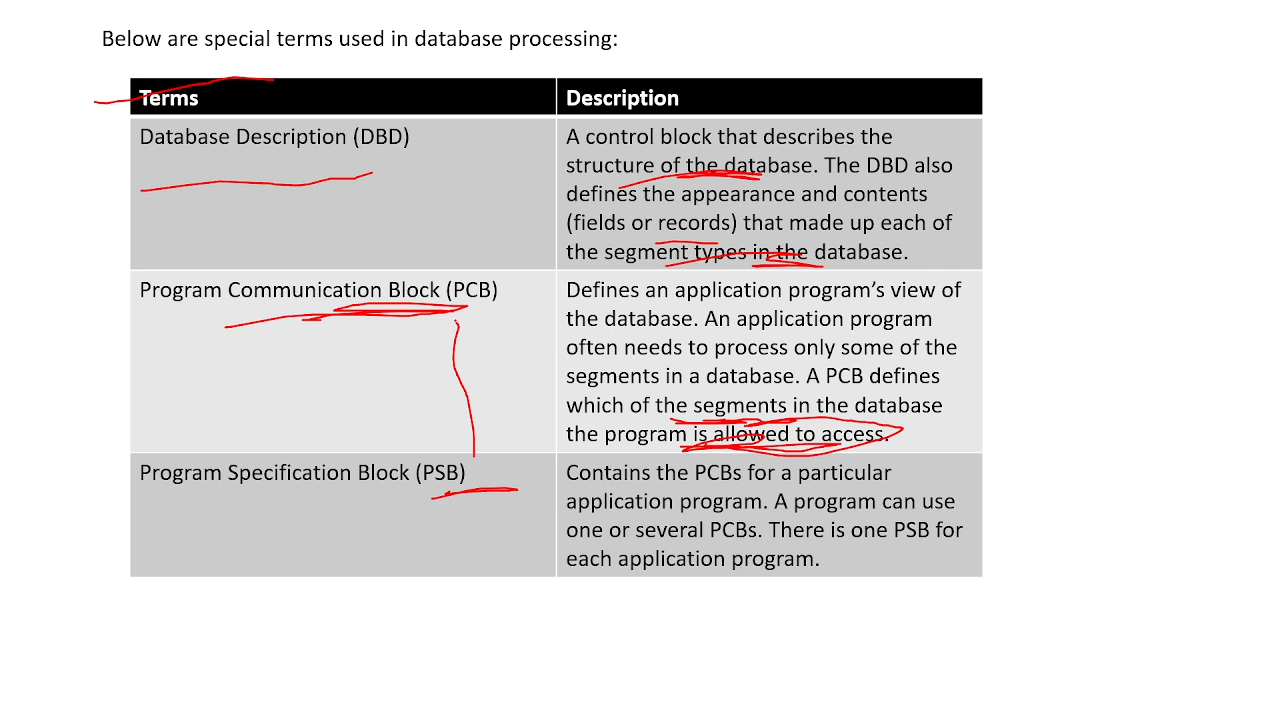 Below are special terms used in database processing:
Terms
Description
Database Description (DBD)
A control block that describes the
structure of the database. The DBD also
defines the appearance and contents
(fields or records) that made up each of
the segment types in the database.
Program Communication Block (PCB)
Defines an application program’s view of
the database. An application program
often needs to process only some of the
segments in a database. A PCB defines
which of the segments in the database
the program is allowed to access.
Program Specification Block (PSB)
Contains the PCBs for a particular
application program. A program can use
one or several PCBs. There is one PSB for
each application program.